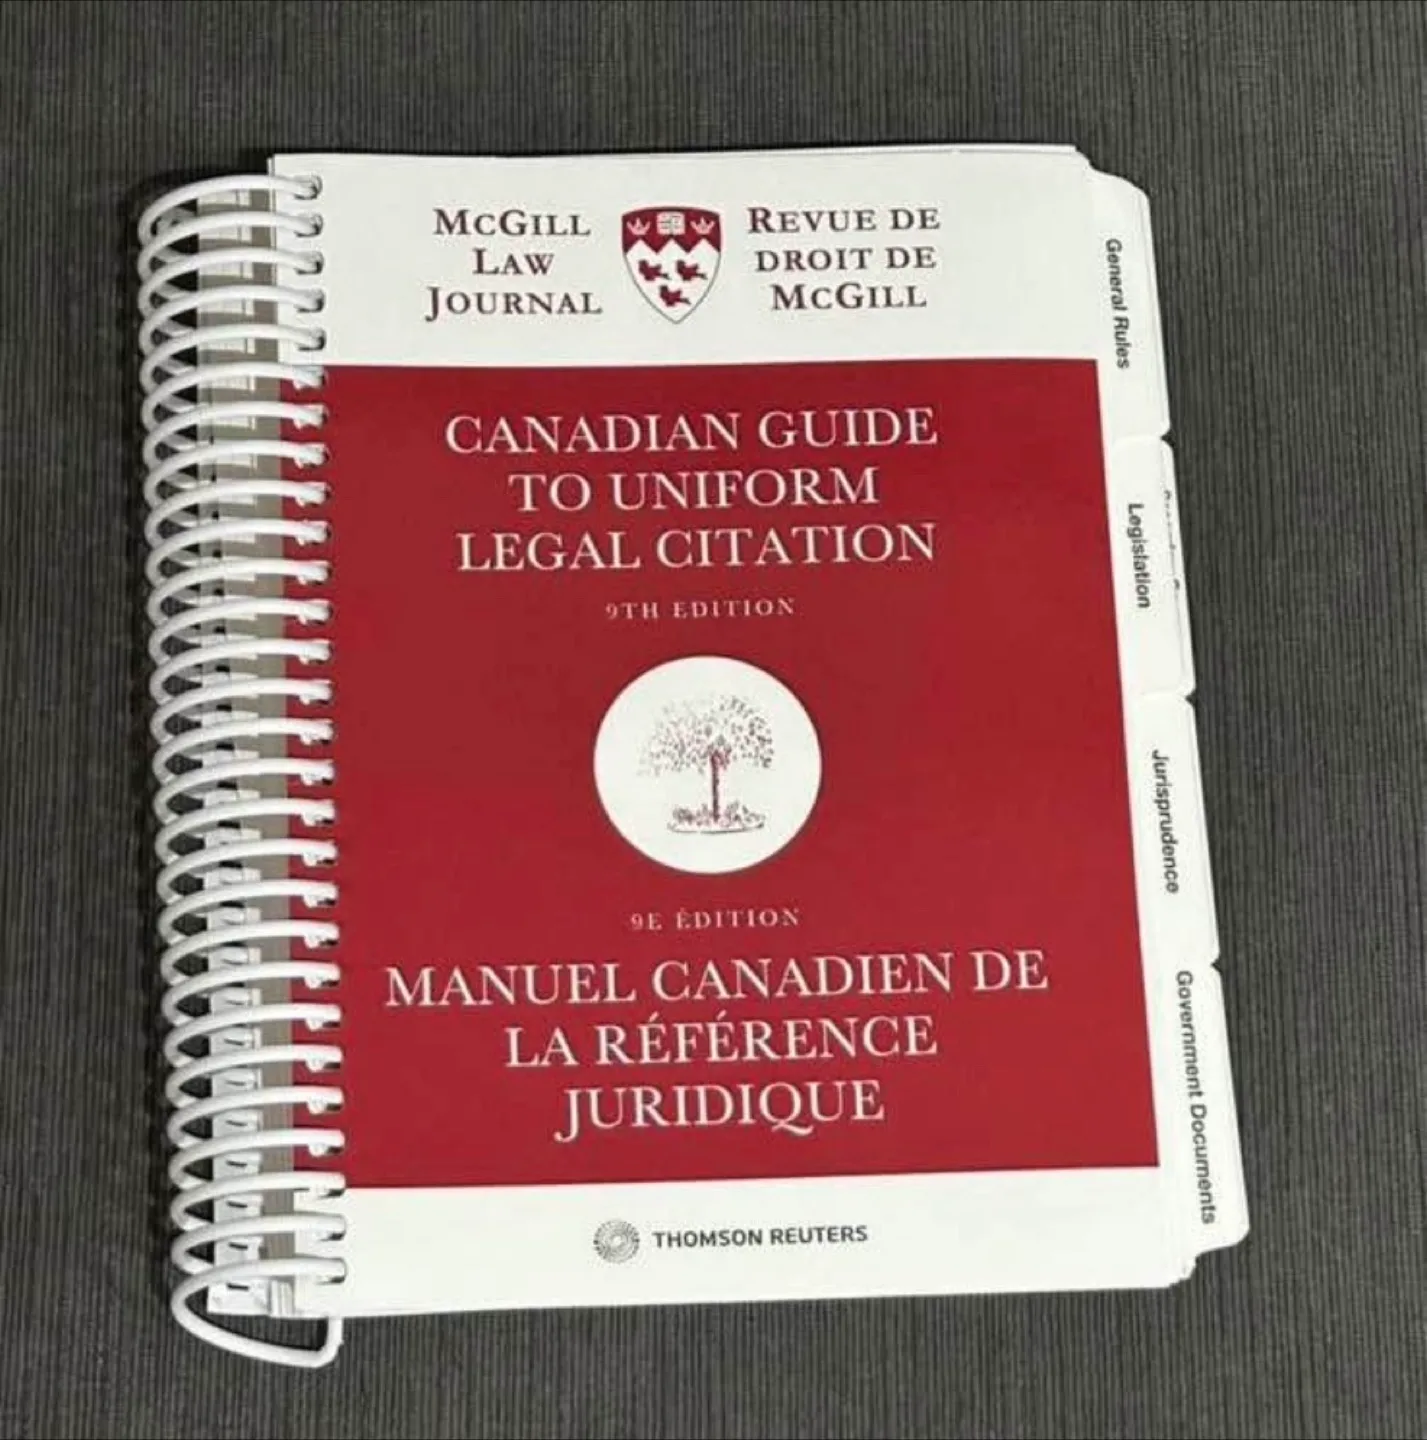 McGILL
LAW
JOURNAL
REVUE DE
DROIT DE
McGILL
CANADIAN GUIDE
TO UNIFORM
LEGAL CITATION
9TH EDITION
9E ÉDITION
MANUEL CANADIEN DE
LA RÉFÉRENCE
JURIDIQUE
THOMSON REUTERS
General Rules
Legislation
Jurisprudence
Government Documents